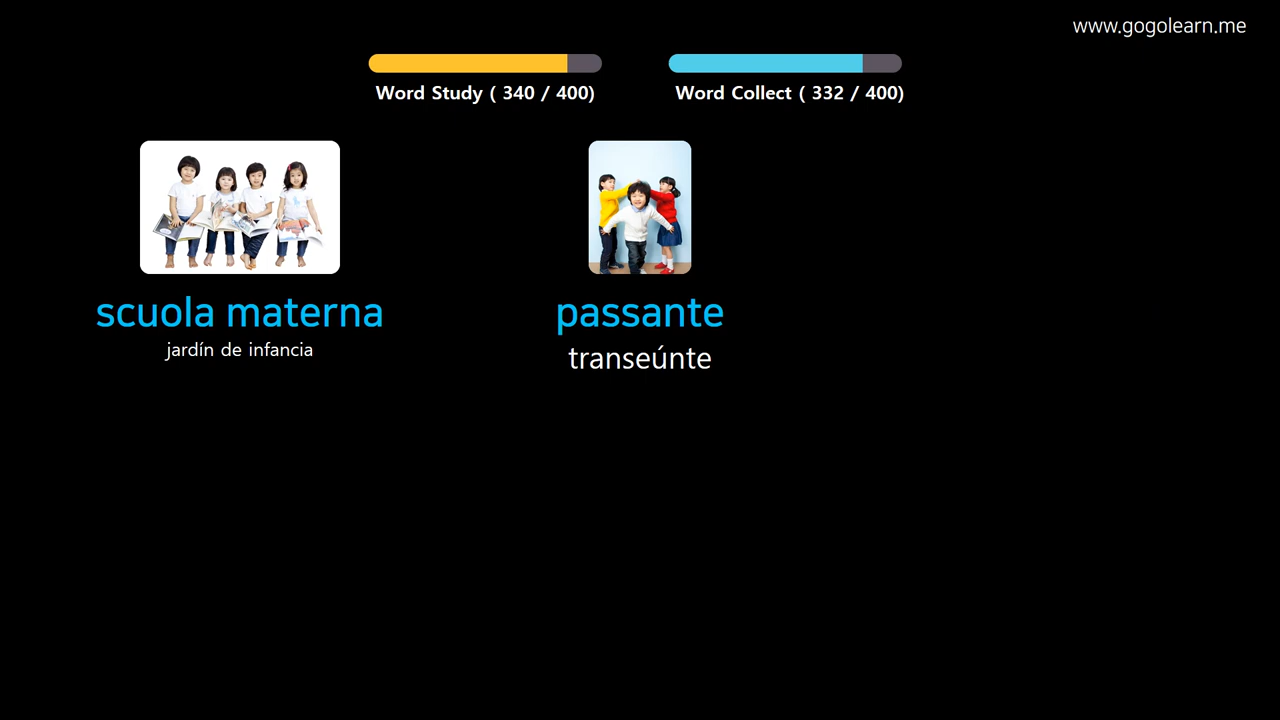 www.gogolearn.me
Word Study ( 340 / 400)
Word Collect ( 332 / 400)
scuola materna
jardín de infancia
passante
transeúnte